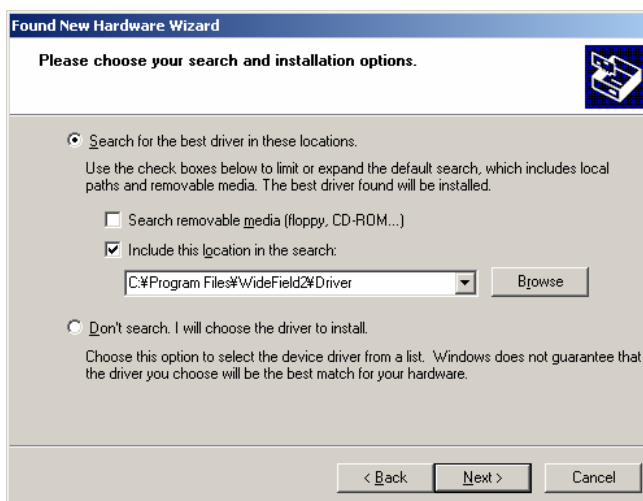 Found New Hardware Wizard
Please choose your search and installation options.
Search for the best driver in these locations.
Use the check boxes below to limit or expand the default search, which includes local
paths and removable media. The best driver found will be installed.
Search removable media (floppy, CD-ROM...)
Include this location in the search:
C:¥Program Files¥WideField2¥Driver
Browse
Don't search. I will choose the driver to install.
Choose this option to select the device driver from a list. Windows does not guarantee that
the driver you choose will be the best match for your hardware.
< Back Next > Cancel